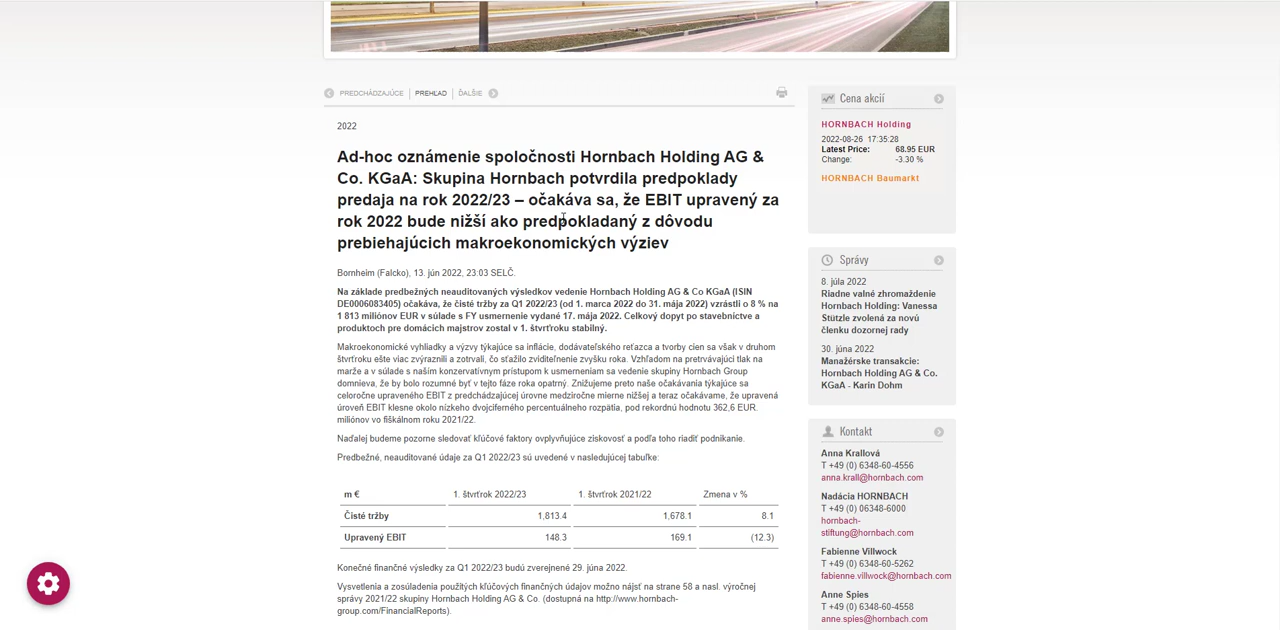 PREDCHÁDZAJÚCE PREHĽAD ĎALŠIE
2022
Ad-hoc oznámenie spoločnosti Hornbach Holding AG &
Co. KGaA: Skupina Hornbach potvrdila predpoklady
predaja na rok 2022/23 – očakáva sa, že EBIT upravený za
rok 2022 bude nižší ako predpokladaný z dôvodu
prebiehajúcich makroekonomických výziev
Bornheim (Falcko), 13. jún 2022, 23:03 SELČ.
Na základe predbežných neauditovaných výsledkov vedenie Hornbach Holding AG & Co KGaA (ISIN
DE0006083405) očakáva, že čisté tržby za Q1 2022/23 (od 1. marca 2022 do 31. mája 2022) vzrástli o 8 % na
1 813 miliónov EUR v súlade s FY usmernenie vydané 17. mája 2022. Celkový dopyt po stavebníctve a
produktoch pre domácich majstrov zostal v 1. štvrťroku stabilný.
Makroekonomické vyhliadky a výzvy týkajúce sa inflácie, dodávateľského reťazca a tvorby cien sa však v druhom
štvrťroku ešte viac zvýraznili a zotrvali, čo sťažilo zviditeľnenie zvyšku roka. Vzhľadom na pretrvávajúci tlak na
marže a v súlade s naším konzervatívnym prístupom k usmerneniam sa vedenie skupiny Hornbach Group
domnieva, že by bolo rozumné byť v tejto fáze roka opatrný. Znižujeme preto naše očakávania týkajúce sa
celoročne upraveného EBIT z predchádzajúcej úrovne medziročne mierne nižšej a teraz očakávame, že upravená
úroveň EBIT klesne okolo nízkeho dvojciferného percentuálneho rozpätia, pod rekordnú hodnotu 362,6 EUR.
miliónov vo fiškálnom roku 2021/22.
Naďalej budeme pozorne sledovať kľúčové faktory ovplyvňujúce ziskovosť a podľa toho riadiť podnikanie.
Predbežné, neauditované údaje za Q1 2022/23 sú uvedené v nasledujúcej tabuľke:
m € 1. štvrťrok 2022/23 1. štvrťrok 2021/22 Zmena v %
Čisté tržby 1,813.4 1,678.1 8.1
Upravený EBIT 148.3 169.1 (12.3)
Konečné finančné výsledky za Q1 2022/23 budú zverejnené 29. júna 2022.
Vysvetlenia a zosúladenia použitých kľúčových finančných údajov možno nájsť na strane 58 a nasl. výročnej
správy 2021/22 skupiny Hornbach Holding AG & Co. (dostupná na http://www.hornbach-
group.com/FinancialReports).
Cena akcií
HORNBACH Holding
2022-08-26 17:35:28
Latest Price: 68.95 EUR
Change: -3.30 %
HORNBACH Baumarkt
Správy
8. júla 2022
Riadne valné zhromaždenie
Hornbach Holding: Vanessa
Stützle zvolená za novú
členku dozornej rady
30. júna 2022
Manažérske transakcie:
Hornbach Holding AG & Co.
KGaA - Karin Dohm
Kontakt
Anna Krallová
T +49 (0) 6348-60-4556
anna.krall@hornbach.com
Nadácia HORNBACH
T +49 (0) 06348-6000
hornbach-
stiftung@hornbach.com
Fabienne Villwock
T +49 (0) 6348-60-5262
fabienne.villwock@hornbach.com
Anne Spies
T +49 (0) 6348-60-4558
anne.spies@hornbach.com